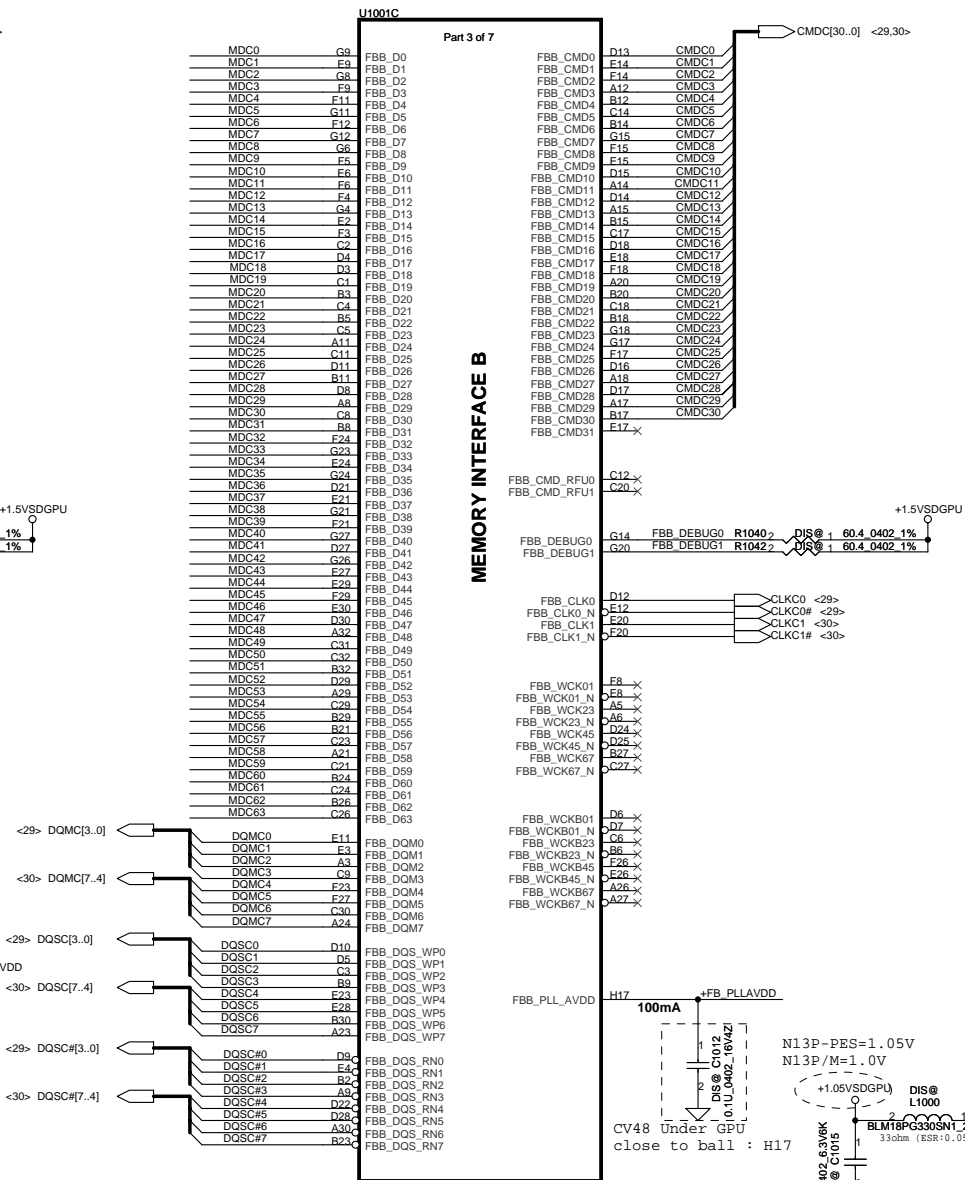 U1001C
Part 3 of 7
MEMORY INTERFACE B
MDC0 G9 FBB_D0
MDC1 E9 FBB_D1
MDC2 G8 FBB_D2
MDC3 F9 FBB_D3
MDC4 F11 FBB_D4
MDC5 G11 FBB_D5
MDC6 F12 FBB_D6
MDC7 G12 FBB_D7
MDC8 G6 FBB_D8
MDC9 F5 FBB_D9
MDC10 E6 FBB_D10
MDC11 F6 FBB_D11
MDC12 F4 FBB_D12
MDC13 G4 FBB_D13
MDC14 E2 FBB_D14
MDC15 F3 FBB_D15
MDC16 C2 FBB_D16
MDC17 D4 FBB_D17
MDC18 D3 FBB_D18
MDC19 C1 FBB_D19
MDC20 B3 FBB_D20
MDC21 C4 FBB_D21
MDC22 B5 FBB_D22
MDC23 C5 FBB_D23
MDC24 A11 FBB_D24
MDC25 C11 FBB_D25
MDC26 D11 FBB_D26
MDC27 B11 FBB_D27
MDC28 D8 FBB_D28
MDC29 A8 FBB_D29
MDC30 C8 FBB_D30
MDC31 B8 FBB_D31
MDC32 F24 FBB_D32
MDC33 G23 FBB_D33
MDC34 E24 FBB_D34
MDC35 G24 FBB_D35
MDC36 D21 FBB_D36
MDC37 E21 FBB_D37
MDC38 G21 FBB_D38
MDC39 F21 FBB_D39
MDC40 G27 FBB_D40
MDC41 D27 FBB_D41
MDC42 G26 FBB_D42
MDC43 E27 FBB_D43
MDC44 E29 FBB_D44
MDC45 F29 FBB_D45
MDC46 E30 FBB_D46
MDC47 D30 FBB_D47
MDC48 A32 FBB_D48
MDC49 C31 FBB_D49
MDC50 C32 FBB_D50
MDC51 B32 FBB_D51
MDC52 D29 FBB_D52
MDC53 A29 FBB_D53
MDC54 C29 FBB_D54
MDC55 B29 FBB_D55
MDC56 B21 FBB_D56
MDC57 C23 FBB_D57
MDC58 A21 FBB_D58
MDC59 C21 FBB_D59
MDC60 B24 FBB_D60
MDC61 C24 FBB_D61
MDC62 B26 FBB_D62
MDC63 C26 FBB_D63
+1.5VSDGPU
1%
1%
<29> DQMC[3..0]
<30> DQMC[7..4]
DQMC0 E11 FBB_DQM0
DQMC1 E3 FBB_DQM1
DQMC2 A3 FBB_DQM2
DQMC3 C9 FBB_DQM3
DQMC4 F23 FBB_DQM4
DQMC5 F27 FBB_DQM5
DQMC6 C30 FBB_DQM6
DQMC7 A24 FBB_DQM7
<29> DQSC[3..0]
VDD
<30> DQSC[7..4]
DQSC0 D10 FBB_DQS_WP0
DQSC1 D5 FBB_DQS_WP1
DQSC2 C3 FBB_DQS_WP2
DQSC3 B9 FBB_DQS_WP3
DQSC4 E23 FBB_DQS_WP4
DQSC5 E28 FBB_DQS_WP5
DQSC6 B30 FBB_DQS_WP6
DQSC7 A23 FBB_DQS_WP7
<29> DQSC#[3..0]
<30> DQSC#[7..4]
DQSC#0 D9 FBB_DQS_RN0
DQSC#1 E4 FBB_DQS_RN1
DQSC#2 B2 FBB_DQS_RN2
DQSC#3 A9 FBB_DQS_RN3
DQSC#4 D22 FBB_DQS_RN4
DQSC#5 D28 FBB_DQS_RN5
DQSC#6 A30 FBB_DQS_RN6
DQSC#7 B23 FBB_DQS_RN7
CMDC[30..0] <29,30>
FBB_CMD0 D13 CMDC0
FBB_CMD1 E14 CMDC1
FBB_CMD2 F14 CMDC2
FBB_CMD3 A12 CMDC3
FBB_CMD4 B12 CMDC4
FBB_CMD5 C14 CMDC5
FBB_CMD6 B14 CMDC6
FBB_CMD7 G15 CMDC7
FBB_CMD8 F15 CMDC8
FBB_CMD9 E15 CMDC9
FBB_CMD10 D15 CMDC10
FBB_CMD11 A14 CMDC11
FBB_CMD12 D14 CMDC12
FBB_CMD13 A15 CMDC13
FBB_CMD14 B15 CMDC14
FBB_CMD15 C17 CMDC15
FBB_CMD16 D18 CMDC16
FBB_CMD17 E18 CMDC17
FBB_CMD18 F18 CMDC18
FBB_CMD19 A20 CMDC19
FBB_CMD20 B20 CMDC20
FBB_CMD21 C18 CMDC21
FBB_CMD22 B18 CMDC22
FBB_CMD23 G18 CMDC23
FBB_CMD24 G17 CMDC24
FBB_CMD25 F17 CMDC25
FBB_CMD26 D16 CMDC26
FBB_CMD27 A18 CMDC27
FBB_CMD28 D17 CMDC28
FBB_CMD29 A17 CMDC29
FBB_CMD30 B17 CMDC30
FBB_CMD31 E17
FBB_CMD_RFU0 C12
FBB_CMD_RFU1 C20
+1.5VSDGPU
FBB_DEBUG0 G14 FBB_DEBUG0 R1040 2 DIS@ 1 60.4_0402_1%
FBB_DEBUG1 G20 FBB_DEBUG1 R1042 2 DIS@ 1 60.4_0402_1%
FBB_CLK0 D12 CLKC0 <29>
FBB_CLK0_N E12 CLKC0# <29>
FBB_CLK1 E20 CLKC1 <30>
FBB_CLK1_N F20 CLKC1# <30>
FBB_WCK01 F8
FBB_WCK01_N E8
FBB_WCK23 A5
FBB_WCK23_N A6
FBB_WCK45 D24
FBB_WCK45_N D25
FBB_WCK67 B27
FBB_WCK67_N C27
FBB_WCKB01 D6
FBB_WCKB01_N D7
FBB_WCKB23 C6
FBB_WCKB23_N B6
FBB_WCKB45 F26
FBB_WCKB45_N E26
FBB_WCKB67 A26
FBB_WCKB67_N A27
FBB_PLL_AVDD H17 +FB_PLLAVDD
100mA
1 2
DIS@ C1012
0.1U_0402_16V4Z
CV48 Under GPU
close to ball : H17
N13P-PES=1.05V
N13P/M=1.0V
+1.05VSDGPU
DIS@
L1000
2 1
BLM18PG330SN1_2
33ohm (ESR:0.05
402_6.3V6K
@ C1015
1